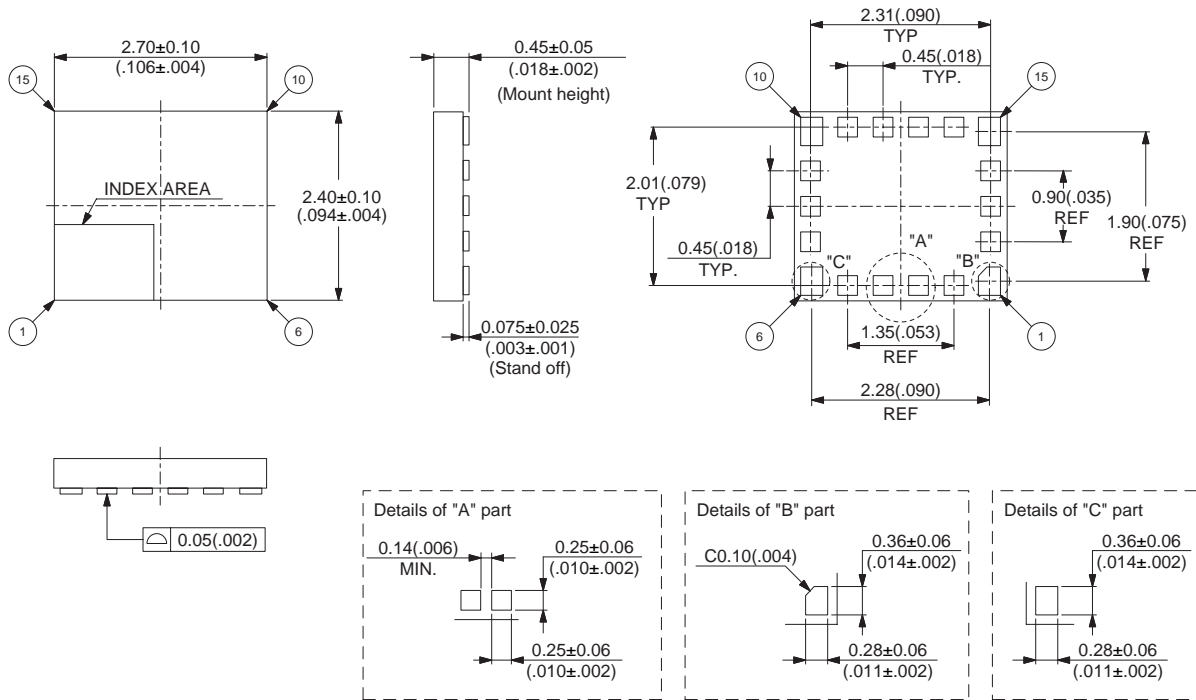 2.70±0.10
(.106±.004)
15
10
INDEX AREA
2.40±0.10
(.094±.004)
1
6
0.45±0.05
(.018±.002)
(Mount height)
0.075±0.025
(.003±.001)
(Stand off)
2.31(.090)
TYP
0.45(.018)
TYP.
10
15
2.01(.079)
TYP
0.45(.018)
TYP.
0.90(.035)
REF
1.90(.075)
REF
"C"
"A"
"B"
6
1
1.35(.053)
REF
2.28(.090)
REF
0.05(.002)
Details of "A" part
0.14(.006)
MIN.
0.25±0.06
(.010±.002)
0.25±0.06
(.010±.002)
Details of "B" part
C0.10(.004)
0.36±0.06
(.014±.002)
0.28±0.06
(.011±.002)
Details of "C" part
0.36±0.06
(.014±.002)
0.28±0.06
(.011±.002)